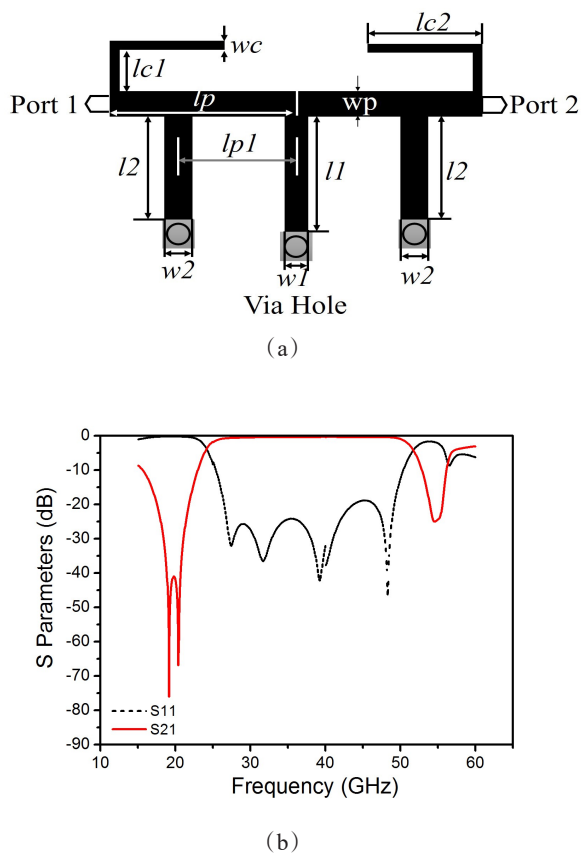 (a)
wc
lc2
lc1
Port 1
lp
wp
Port 2
l2
lp1
l1
l2
w2
w1
w2
Via Hole
(a)
0
-10
-20
-30
-40
-50
-60
-70
-80
-90
S Parameters (dB)
S11
S21
10 20 30 40 50 60
Frequency (GHz)
(b)